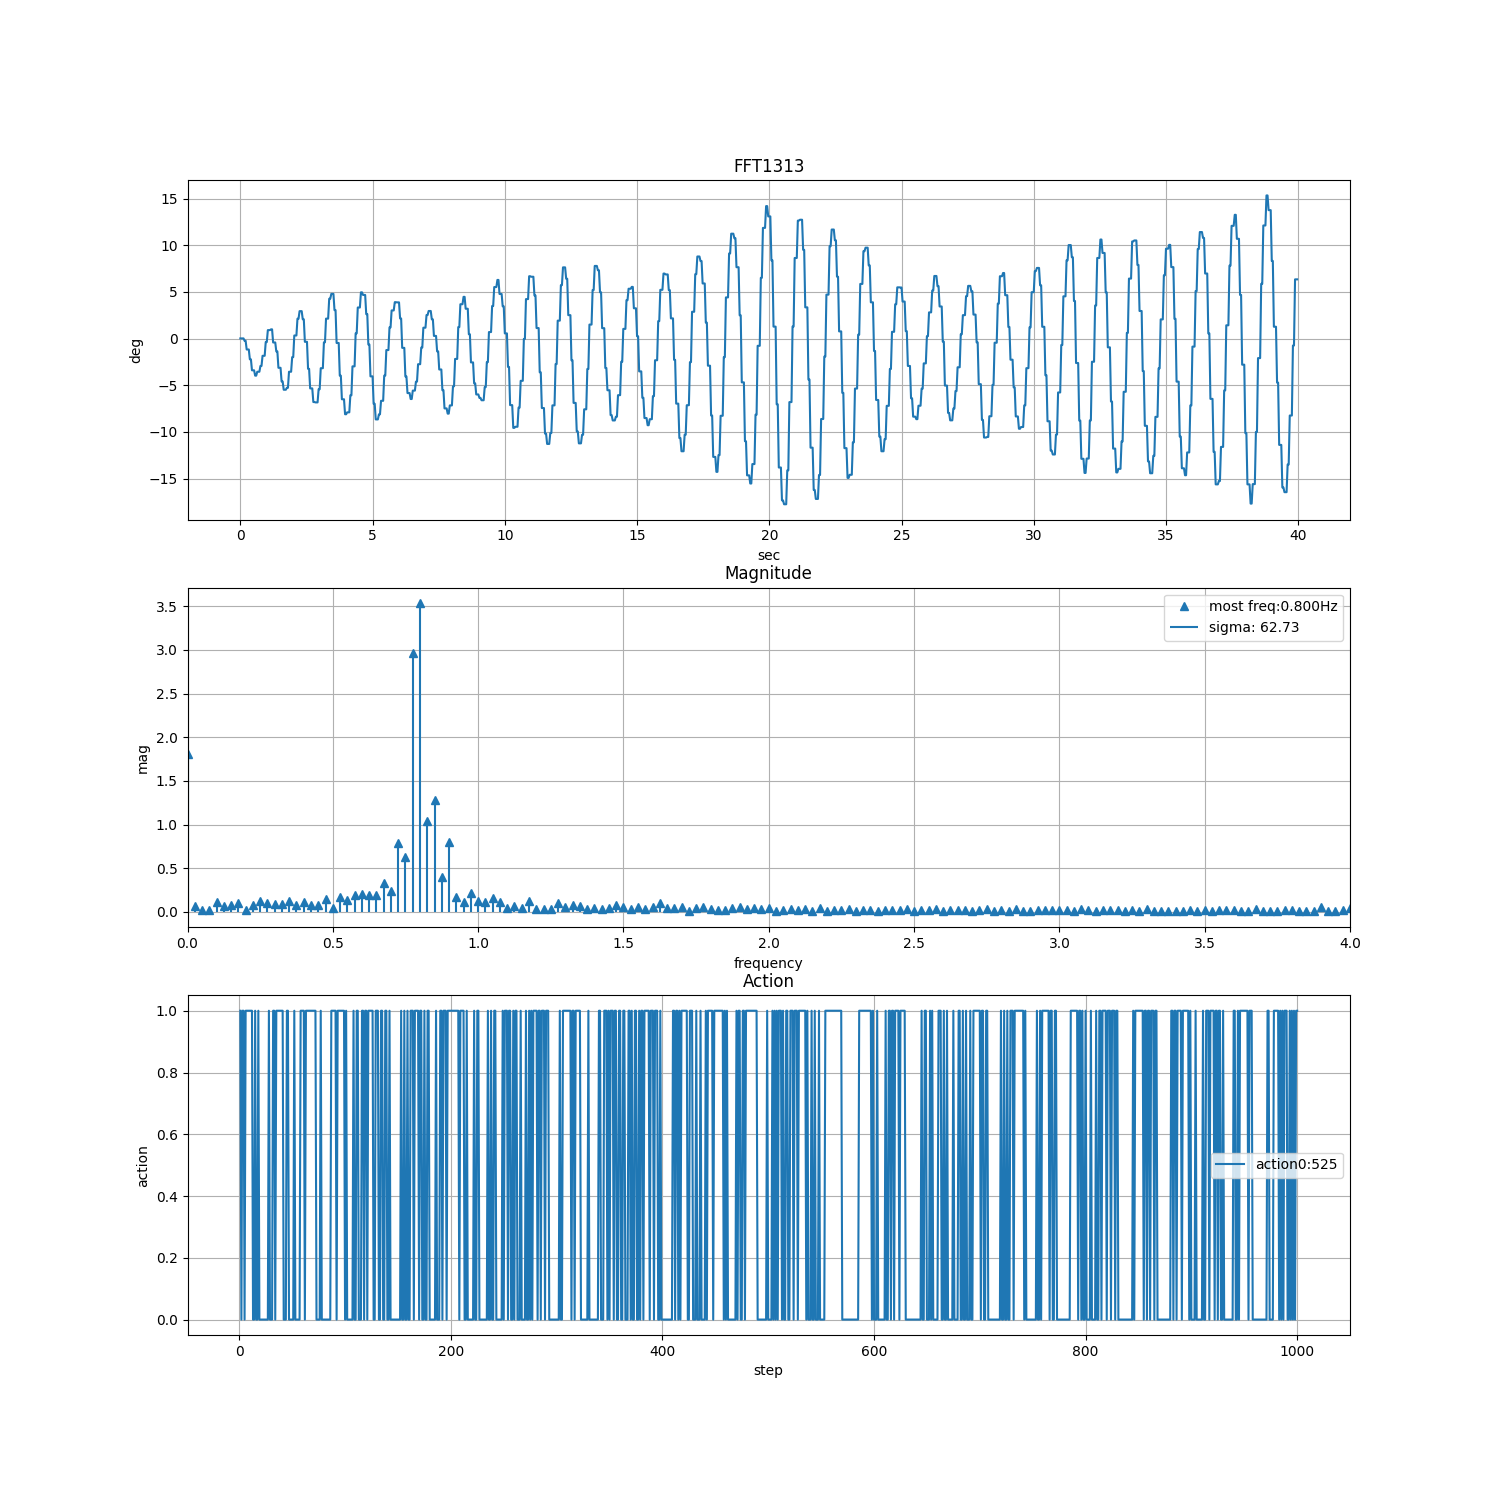 FFT1313
15
10
5
0
−5
−10
−15
deg
0 5 10 15 20 25 30 35 40
sec
Magnitude
3.5
3.0
2.5
2.0
1.5
1.0
0.5
0.0
mag
most freq:0.800Hz
sigma: 62.73
0.0 0.5 1.0 1.5 2.0 2.5 3.0 3.5 4.0
frequency
Action
1.0
0.8
0.6
0.4
0.2
0.0
action
action0:525
0 200 400 600 800 1000
step